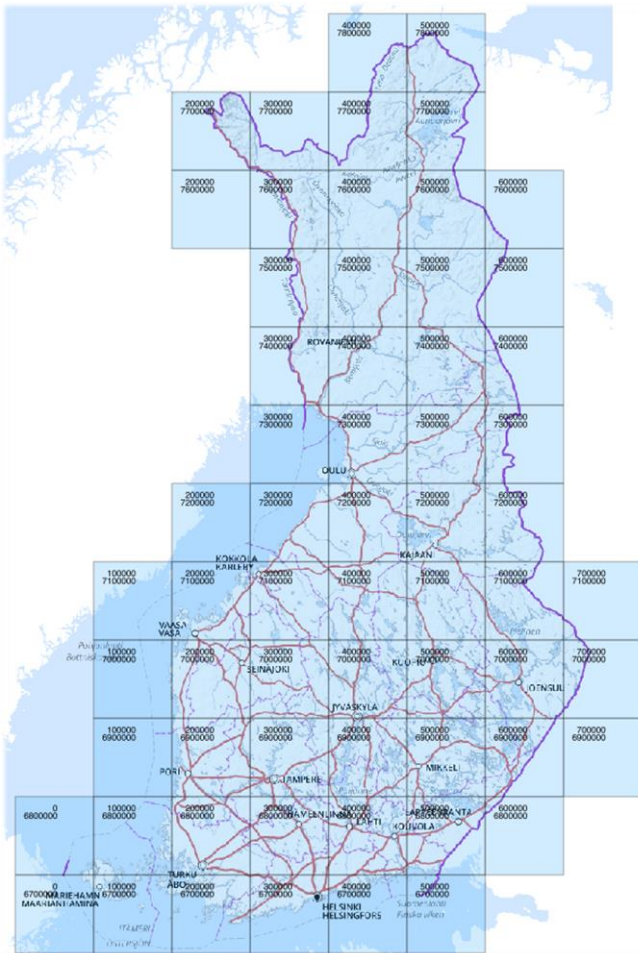 400000 500000
7800000 7800000
200000 300000 400000 500000
7700000 7700000 7700000 7700000
200000 300000 400000 500000 600000
7600000 7600000 7600000 7600000 7600000
300000 400000 500000 600000
7500000 7500000 7500000 7500000
300000 400000 500000 600000
7400000 7400000 7400000 7400000
300000 400000 500000 600000
7300000 7300000 7300000 7300000
OULU
200000 300000 400000 500000 600000
7200000 7200000 7200000 7200000 7200000
KAJAANI
KOKKOLA
KARLEBY
100000 200000 300000 400000 500000 600000 700000
7100000 7100000 7100000 7100000 7100000 7100000 7100000
VAASA
VASA
100000 200000 300000 400000 500000 600000 700000
7000000 7000000 7000000 7000000 7000000 7000000 7000000
KUOPIO
SEINÄJOKI
JOENSUU
JYVÄSKYLÄ
100000 200000 300000 400000 500000 600000 700000
6900000 6900000 6900000 6900000 6900000 6900000 6900000
PORI
TAMPERE
MIKKELI
0 100000 200000 300000 400000 500000 600000
6800000 6800000 6800000 6800000 6800000 6800000 6800000
HÄMEENLINNA
LAHTI
KOUVOLA
LAPPEENRANTA
TURKU
ÅBO
0 100000 200000 300000 400000 500000
6700000 6700000 6700000 6700000 6700000 6700000
MARIEHAMN
MAARIANHAMINA
HELSINKI
HELSINGFORS